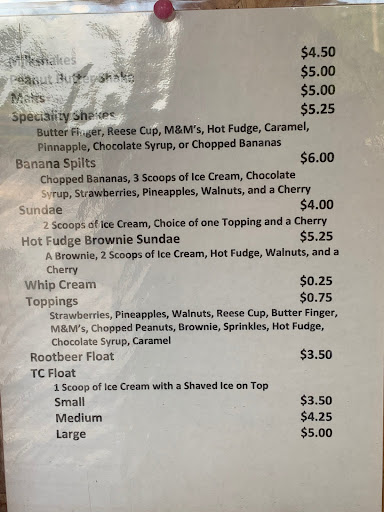 Milkshakes $4.50
Peanut Butter Shake $5.00
Malts $5.00
Speciality Shakes $5.25
Butter Finger, Reese Cup, M&M's, Hot Fudge, Caramel,
Pinnapple, Chocolate Syrup, or Chopped Bananas
Banana Spilts $6.00
Chopped Bananas, 3 Scoops of Ice Cream, Chocolate
Syrup, Strawberries, Pineapples, Walnuts, and a Cherry
Sundae $4.00
2 Scoops of Ice Cream, Choice of one Topping and a Cherry
Hot Fudge Brownie Sundae $5.25
A Brownie, 2 Scoops of Ice Cream, Hot Fudge, Walnuts, and a
Cherry
Whip Cream $0.25
Toppings $0.75
Strawberries, Pineapples, Walnuts, Reese Cup, Butter Finger,
M&M's, Chopped Peanuts, Brownie, Sprinkles, Hot Fudge,
Chocolate Syrup, Caramel
Rootbeer Float $3.50
TC Float
1 Scoop of Ice Cream with a Shaved Ice on Top
Small $3.50
Medium $4.25
Large $5.00